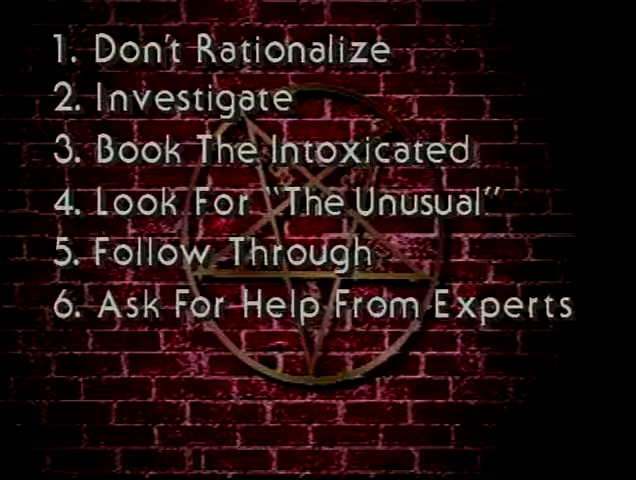 1. Don't Rationalize
2. Investigate
3. Book The Intoxicated
4. Look For "The Unusual"
5. Follow Through
6. Ask For Help From Experts